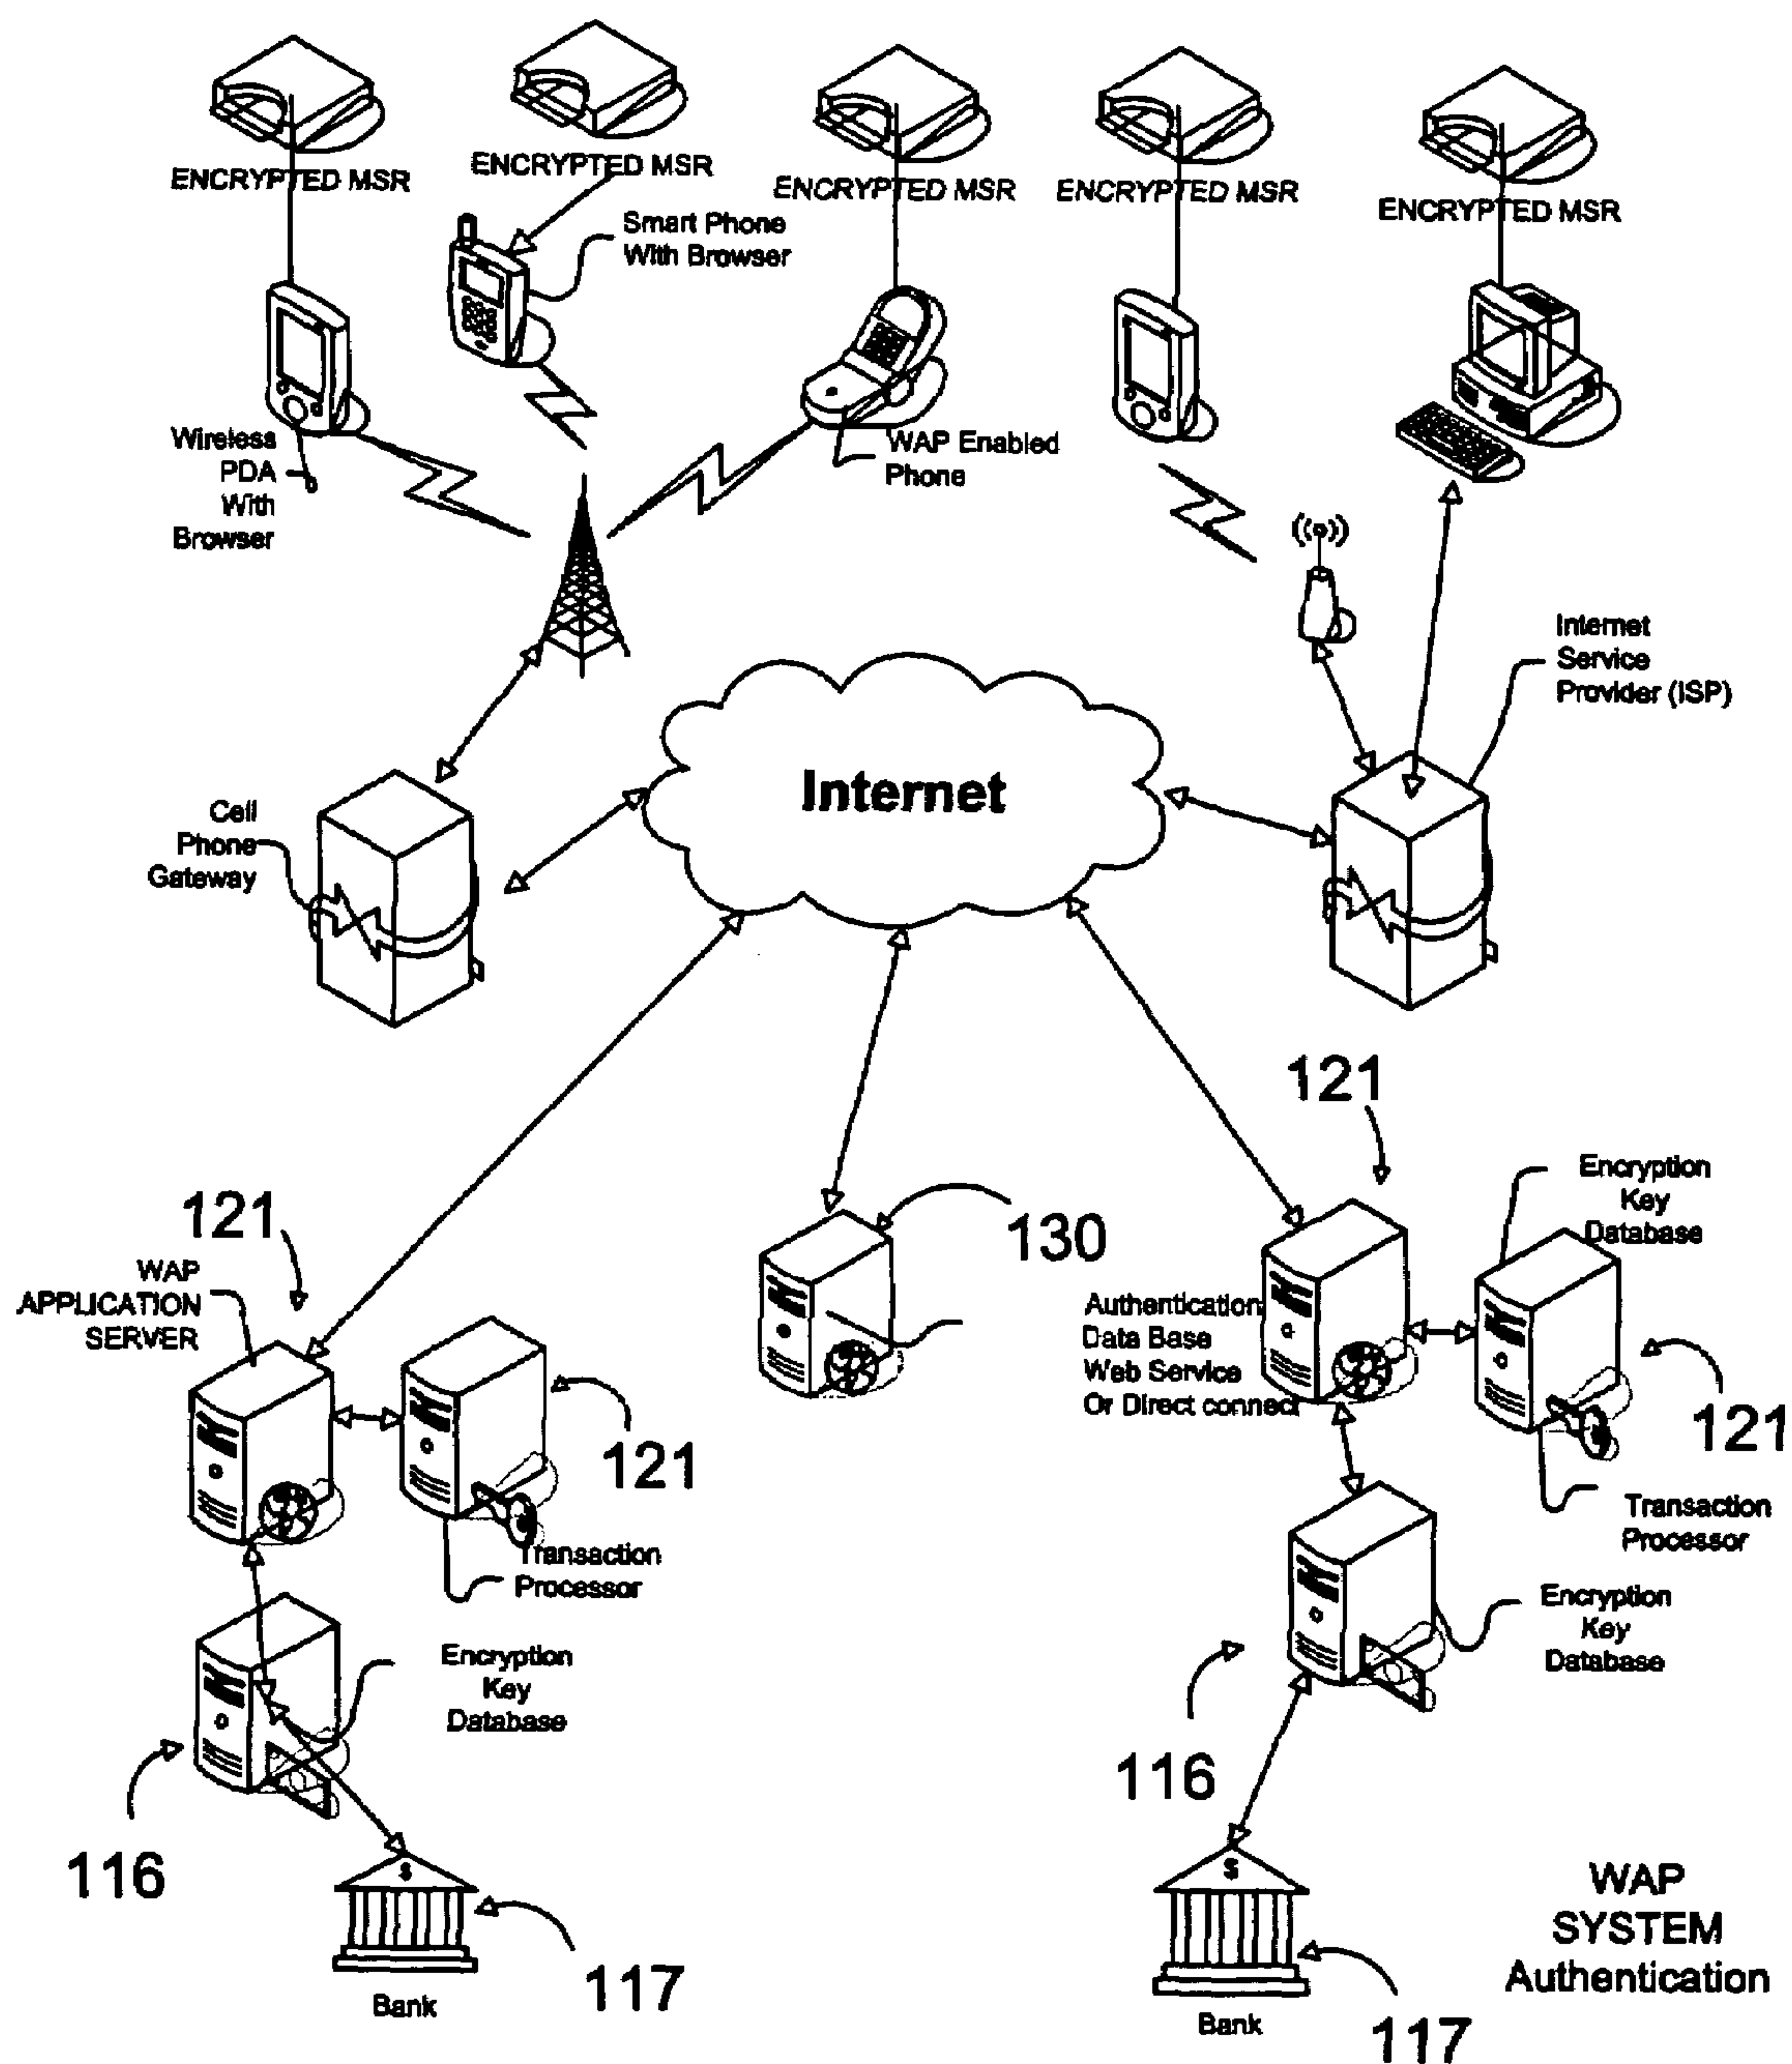 ENCRYPTED MSR
ENCRYPTED MSR
ENCRYPTED MSR
ENCRYPTED MSR
ENCRYPTED MSR
Smart Phone
With Browser
Wireless
PDA
With
Browser
WAP Enabled
Phone
Internet
Service
Provider (ISP)
Internet
Cell
Phone
Gateway
121
Encryption
Key
Database
121
130
WAP
APPLICATION
SERVER
Authentication
Data Base
Web Service
Or Direct connect
121
121
Transaction
Processor
Transaction
Processor
Encryption
Key
Database
Encryption
Key
Database
116
116
$
$
WAP
SYSTEM
Authentication
117
Bank
117
Bank